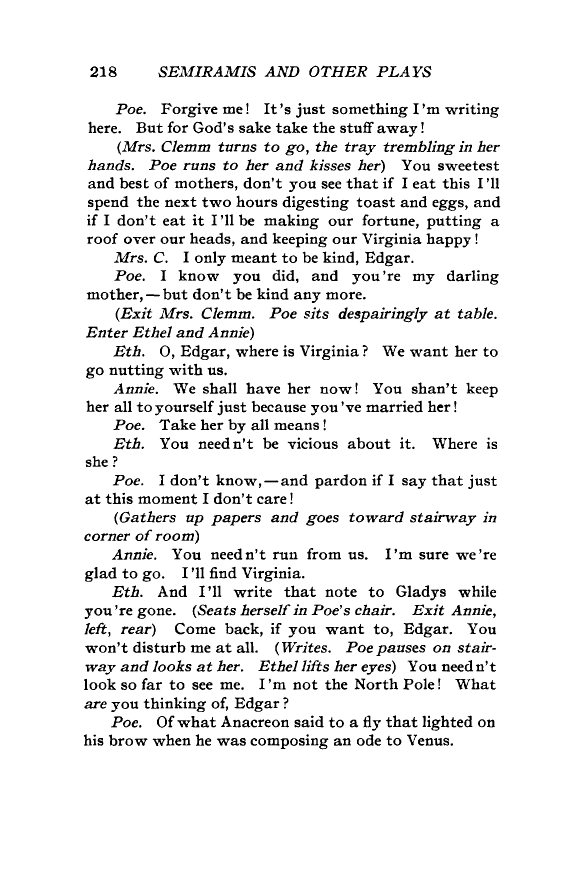 218 SEMIRAMIS AND OTHER PLAYS
Poe. Forgive me! It's just something I'm writing
here. But for God's sake take the stuff away!
(Mrs. Clemm turns to go, the tray trembling in her
hands. Poe runs to her and kisses her) You sweetest
and best of mothers, don't you see that if I eat this I'll
spend the next two hours digesting toast and eggs, and
if I don't eat it I'll be making our fortune, putting a
roof over our heads, and keeping our Virginia happy!
Mrs. C. I only meant to be kind, Edgar.
Poe. I know you did, and you're my darling
mother,—but don't be kind any more.
(Exit Mrs. Clemm. Poe sits despairingly at table.
Enter Ethel and Annie)
Eth. O, Edgar, where is Virginia? We want her to
go nutting with us.
Annie. We shall have her now! You shan't keep
her all to yourself just because you've married her!
Poe. Take her by all means!
Eth. You needn't be vicious about it. Where is
she?
Poe. I don't know,—and pardon if I say that just
at this moment I don't care!
(Gathers up papers and goes toward stairway in
corner of room)
Annie. You needn't run from us. I'm sure we're
glad to go. I'll find Virginia.
Eth. And I'll write that note to Gladys while
you're gone. (Seats herself in Poe's chair. Exit Annie,
left, rear) Come back, if you want to, Edgar. You
won't disturb me at all. (Writes. Poe pauses on stair-
way and looks at her. Ethel lifts her eyes) You needn't
look so far to see me. I'm not the North Pole! What
are you thinking of, Edgar?
Poe. Of what Anacreon said to a fly that lighted on
his brow when he was composing an ode to Venus.